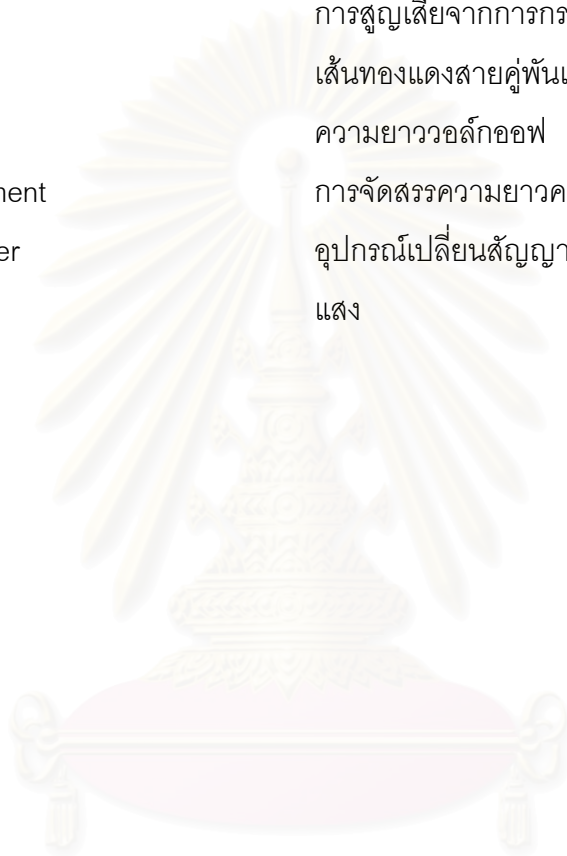 การสูญเสียจากการกร
เส้นทองแดงสายคู่พัน
ความยาววอล์กออฟ
nent การจัดสรรความยาวค
er อุปกรณ์เปลี่ยนสัญญา
แสง